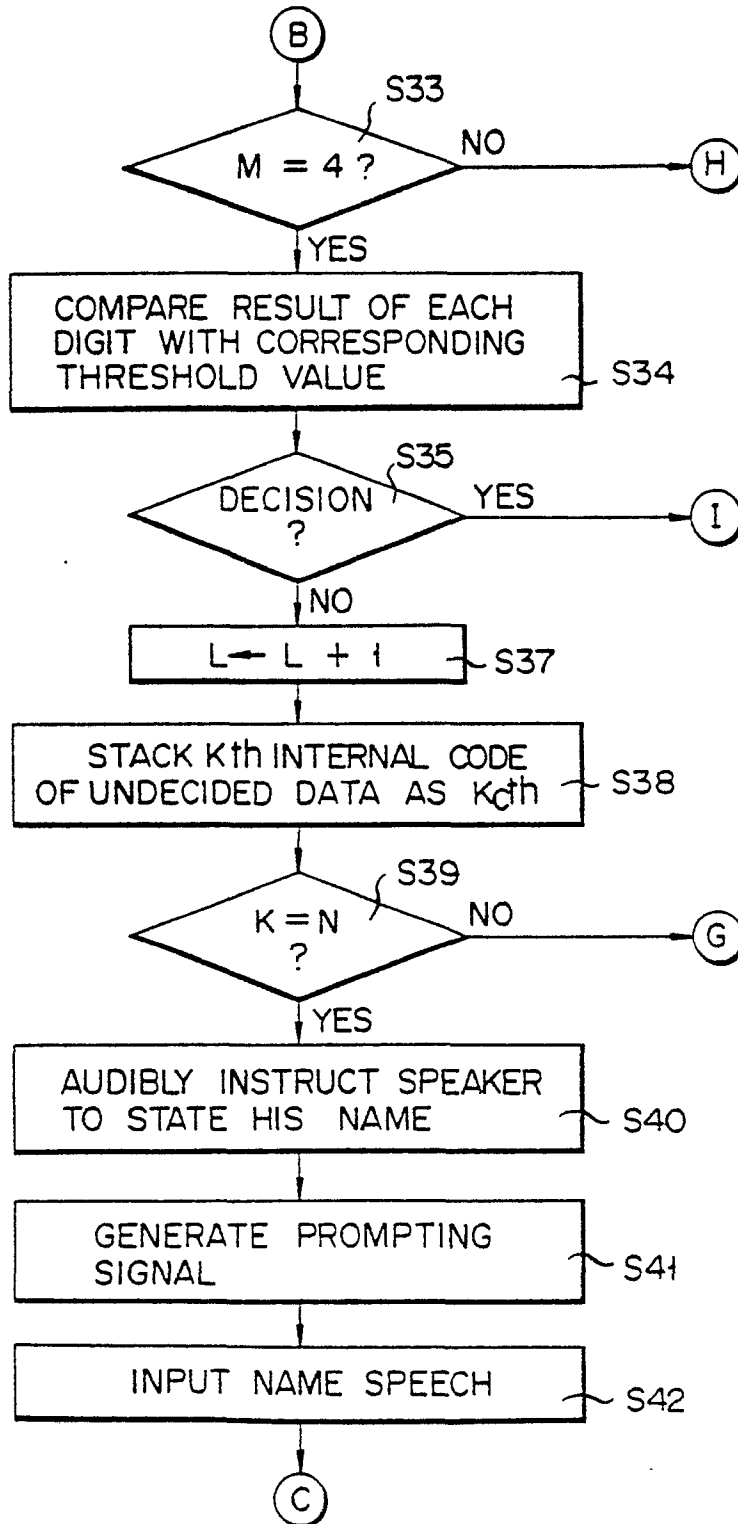 B
S33
M = 4 ?
NO
H
YES
COMPARE RESULT OF EACH
DIGIT WITH CORRESPONDING
THRESHOLD VALUE
S34
S35
DECISION
?
YES
I
NO
L ← L + 1
S37
STACK Kth INTERNAL CODE
OF UNDECIDED DATA AS Kcth
S38
S39
K = N
?
NO
G
YES
AUDIBLY INSTRUCT SPEAKER
TO STATE HIS NAME
S40
GENERATE PROMPTING
SIGNAL
S41
INPUT NAME SPEECH
S42
C